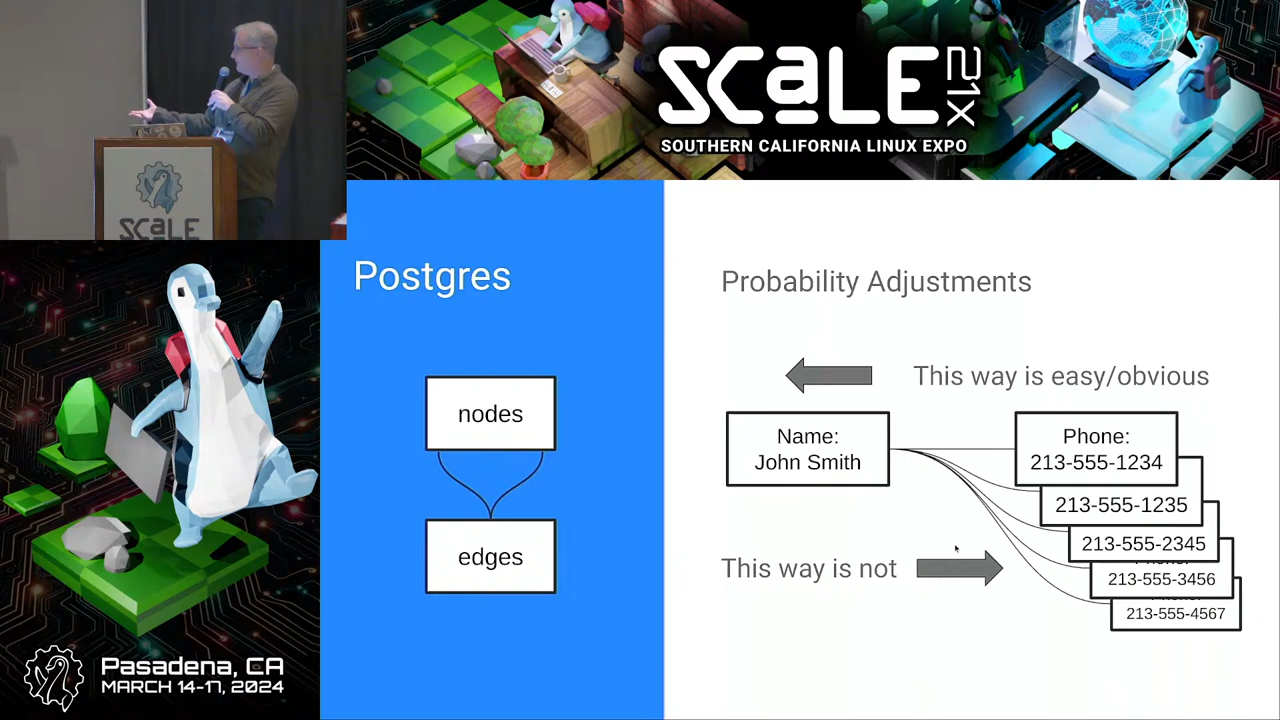 SCALE
21X
SOUTHERN CALIFORNIA LINUX EXPO
SCALE
Postgres
nodes
edges
Probability Adjustments
This way is easy/obvious
Name:
John Smith
Phone:
213-555-1234
213-555-1235
213-555-2345
213-555-3456
213-555-4567
This way is not
Pasadena, CA
MARCH 14-17, 2024